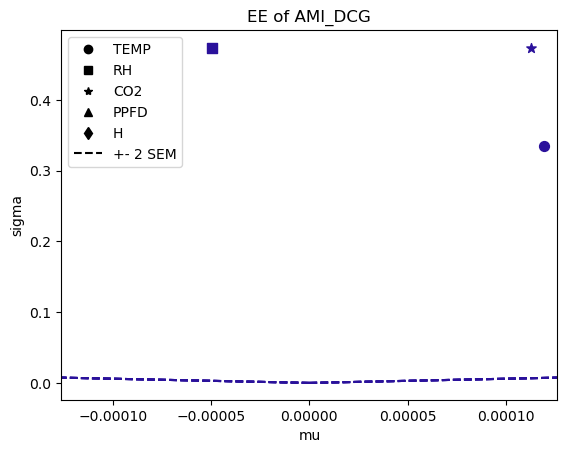 EE of AMI_DCG
TEMP
RH
CO2
PPFD
H
+- 2 SEM
0.4
0.3
0.2
0.1
0.0
sigma
−0.00010
−0.00005
0.00000
0.00005
0.00010
mu